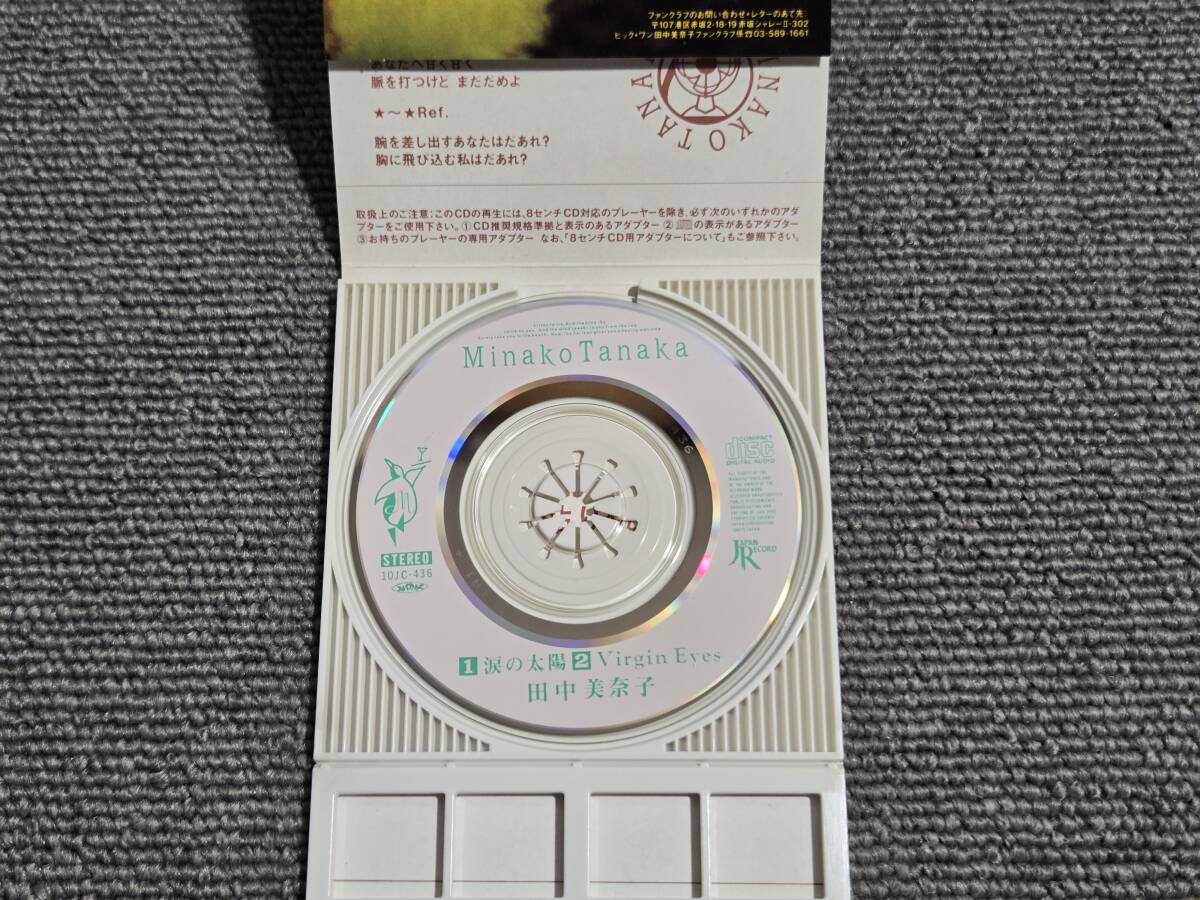 ファンクラブのお問い合わせ・レターのあて先:
〒107港区赤坂2-18-19赤坂シャレーII-302
ビッグ・ワン田中美奈子ファンクラブ係☎03-589-1661
あなたへ甘く甘く
脈を打つけど まだだめよ
★〜★Ref.
腕を差し出すあなたはだあれ?
胸に飛び込む私はだあれ?
MINAKO TANAKA
取扱上のご注意:このCDの再生には、8センチCD対応のプレーヤーを除き、必ず次のいずれかのアダ
プターをご使用下さい。①CD推奨規格準拠と表示のあるアダプター ②の表示があるアダプター
③お持ちのプレーヤーの専用アダプター なお、「8センチCD用アダプターについて」もご参照下さい。
Minako Tanaka
COMPACT
disc
DIGITAL AUDIO
STEREO
10JC-436
JAPAN RECORD
1 涙の太陽 2 Virgin Eyes
田中美奈子